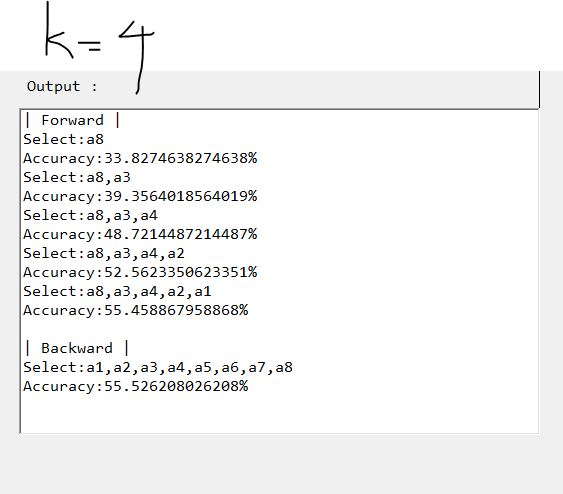 k=4
Output :
| Forward |
Select:a8
Accuracy:33.8274638274638%
Select:a8,a3
Accuracy:39.3564018564019%
Select:a8,a3,a4
Accuracy:48.7214487214487%
Select:a8,a3,a4,a2
Accuracy:52.5623350623351%
Select:a8,a3,a4,a2,a1
Accuracy:55.458867958868%
| Backward |
Select:a1,a2,a3,a4,a5,a6,a7,a8
Accuracy:55.526208026208%